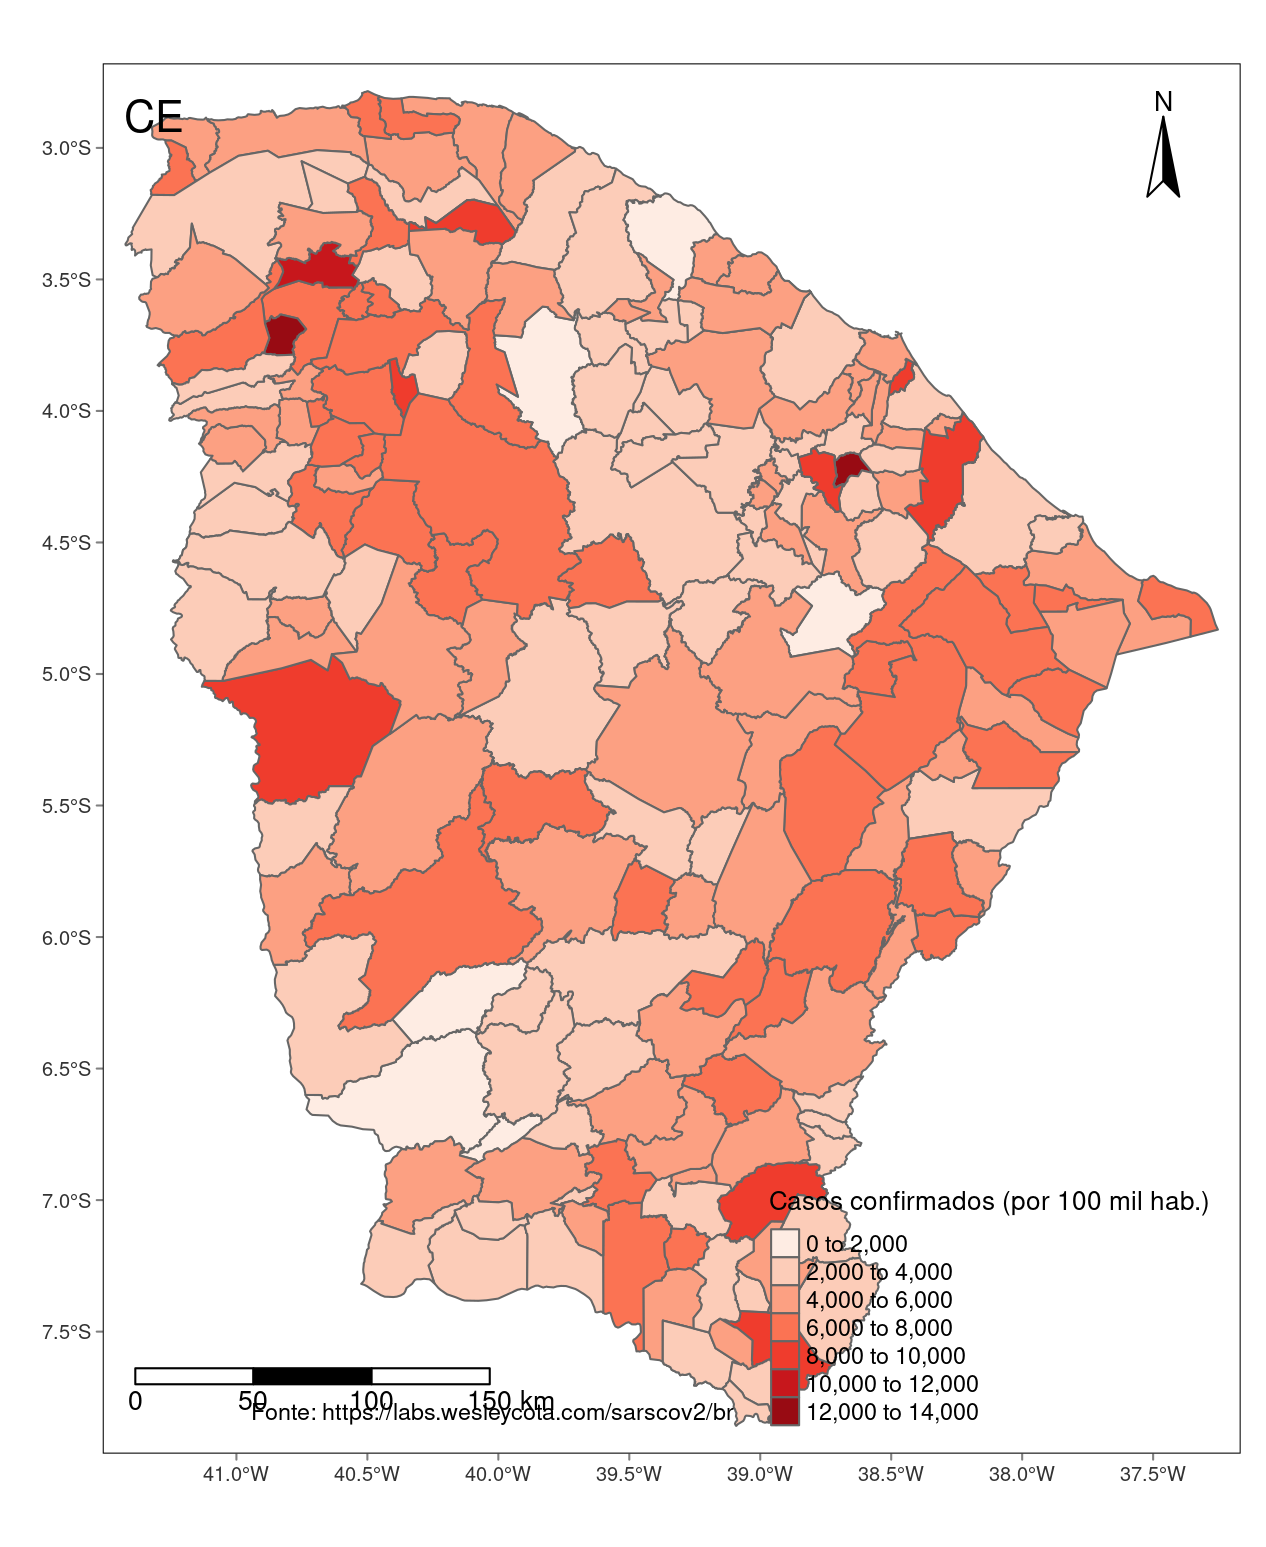 CE
N
3.0°S
3.5°S
4.0°S
4.5°S
5.0°S
5.5°S
6.0°S
6.5°S
7.0°S
7.5°S
Casos confirmados (por 100 mil hab.)
0 to 2,000
2,000 to 4,000
4,000 to 6,000
6,000 to 8,000
8,000 to 10,000
10,000 to 12,000
12,000 to 14,000
0 50 100 150 km
Fonte: https://labs.wesleycota.com/sarscov2/br
41.0°W 40.5°W 40.0°W 39.5°W 39.0°W 38.5°W 38.0°W 37.5°W